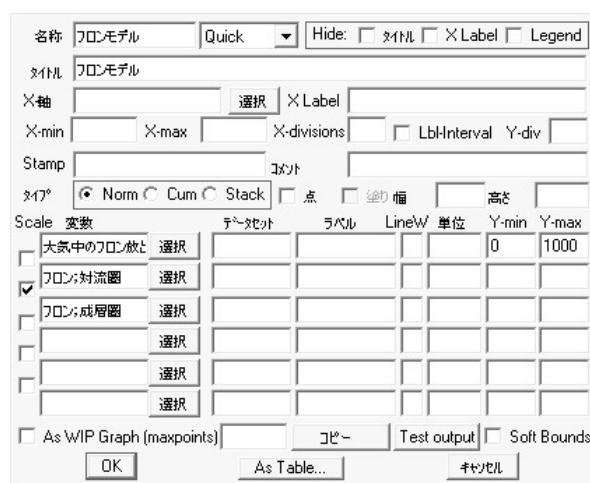 名称 フロンモデル Quick Hide: タイトル X Label Legend
タイトル フロンモデル
X-軸 選択 X Label
X-min X-max X-divisions Lbl-Interval Y-div
Stamp コメント
タイプ Norm Cum Stack 点 塗り 幅 高さ
Scale 変数 データセット ラベル LineW 単位 Y-min Y-max
大気中のフロン放と 選択 0 1000
フロン;対流圏 選択
フロン;成層圏 選択
選択
選択
選択
As WIP Graph (maxpoints) コピー Test output Soft Bounds
OK As Table... キャンセル